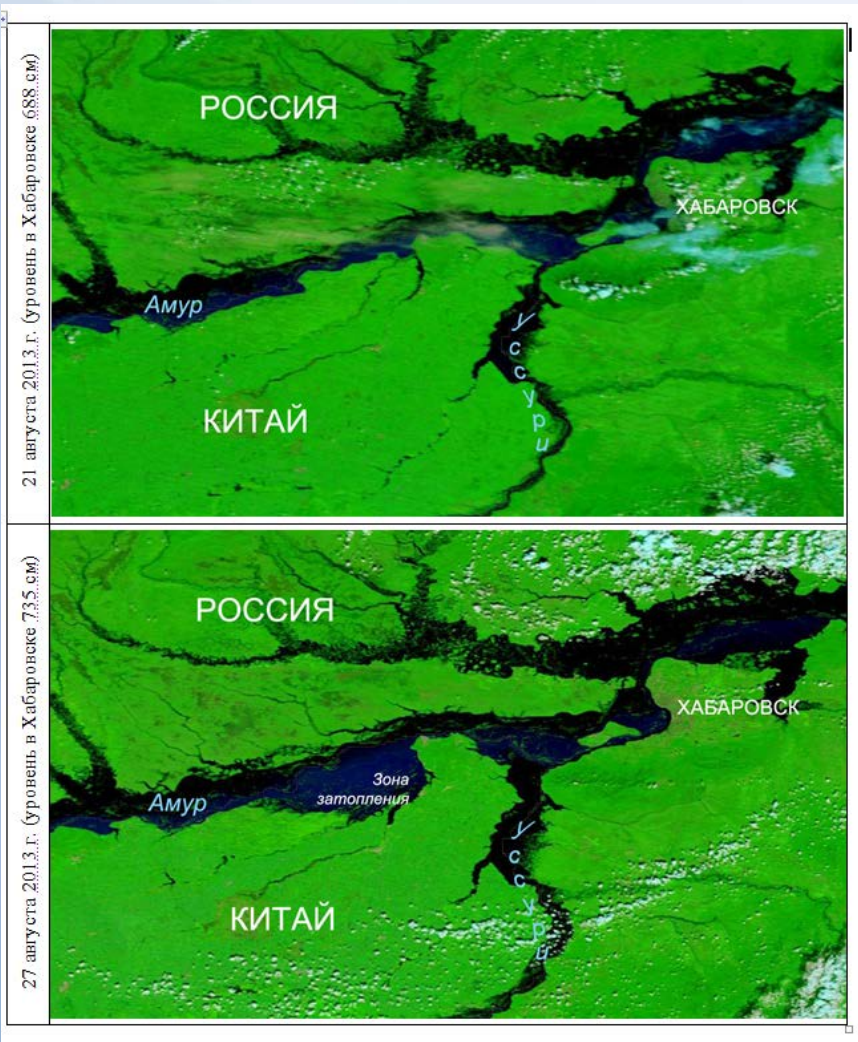 21 августа 2013.г. (уровень в Хабаровске 688 см)
РОССИЯ
ХАБАРОВСК
Амур
Уссури
КИТАЙ
27 августа 2013.г. (уровень в Хабаровске 735 см)
РОССИЯ
ХАБАРОВСК
Зона
затопления
Амур
Уссури
КИТАЙ